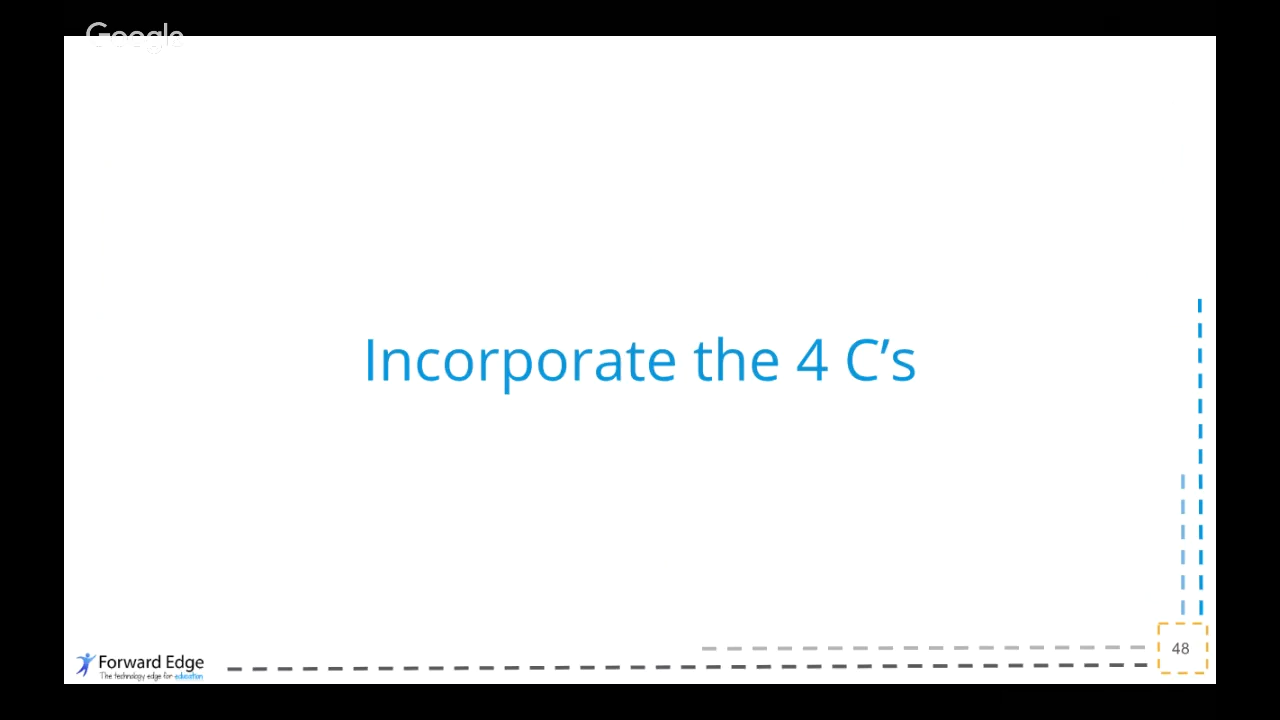 Google
Incorporate the 4 C’s
48
Forward Edge
The technology edge for education